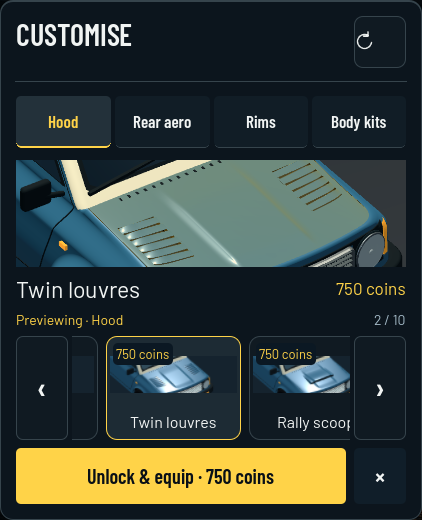 CUSTOMISE
Hood
Rear aero
Rims
Body kits
Twin louvres
750 coins
Previewing · Hood
2 / 10
750 coins
750 coins
‹
Twin louvres
Rally scoop
›
Unlock & equip · 750 coins
×